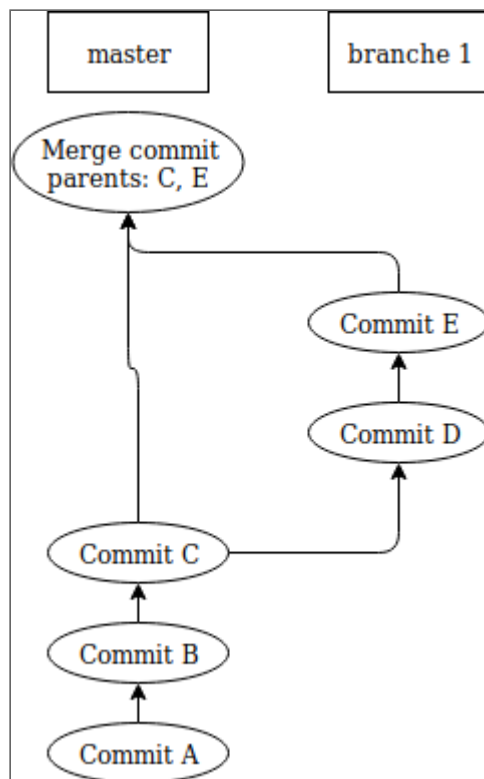 master
branche 1
Merge commit
parents: C, E
Commit E
Commit D
Commit C
Commit B
Commit A